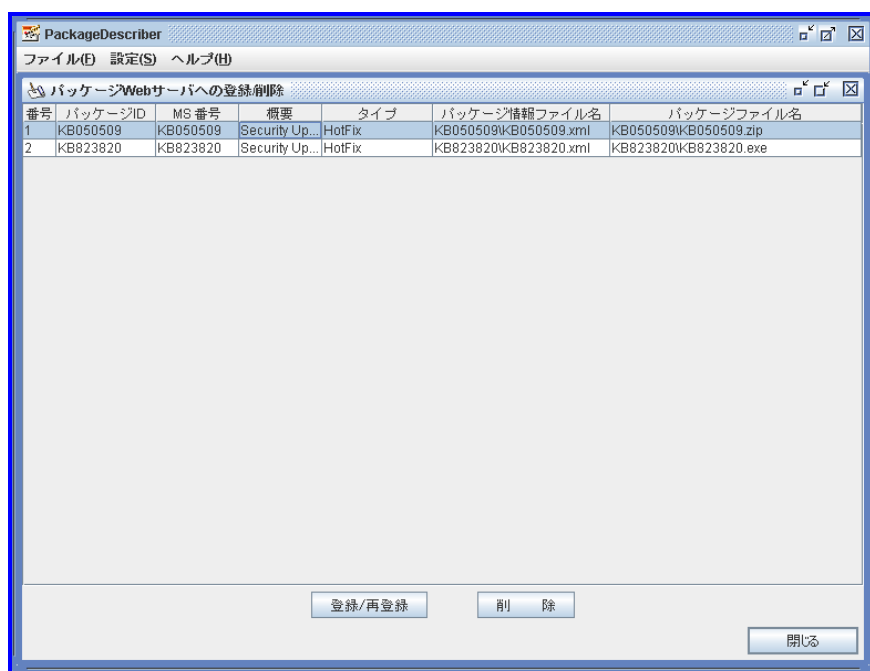 PackageDescriber
ファイル(F) 設定(S) ヘルプ(H)
パッケージWebサーバへの登録/削除
番号 パッケージID MS 番号 概要 タイプ パッケージ情報ファイル名 パッケージファイル名
1 KB050509 KB050509 Security Up... HotFix KB050509\KB050509.xml KB050509\KB050509.zip
2 KB823820 KB823820 Security Up... HotFix KB823820\KB823820.xml KB823820\KB823820.exe
登録/再登録 削 除
閉じる